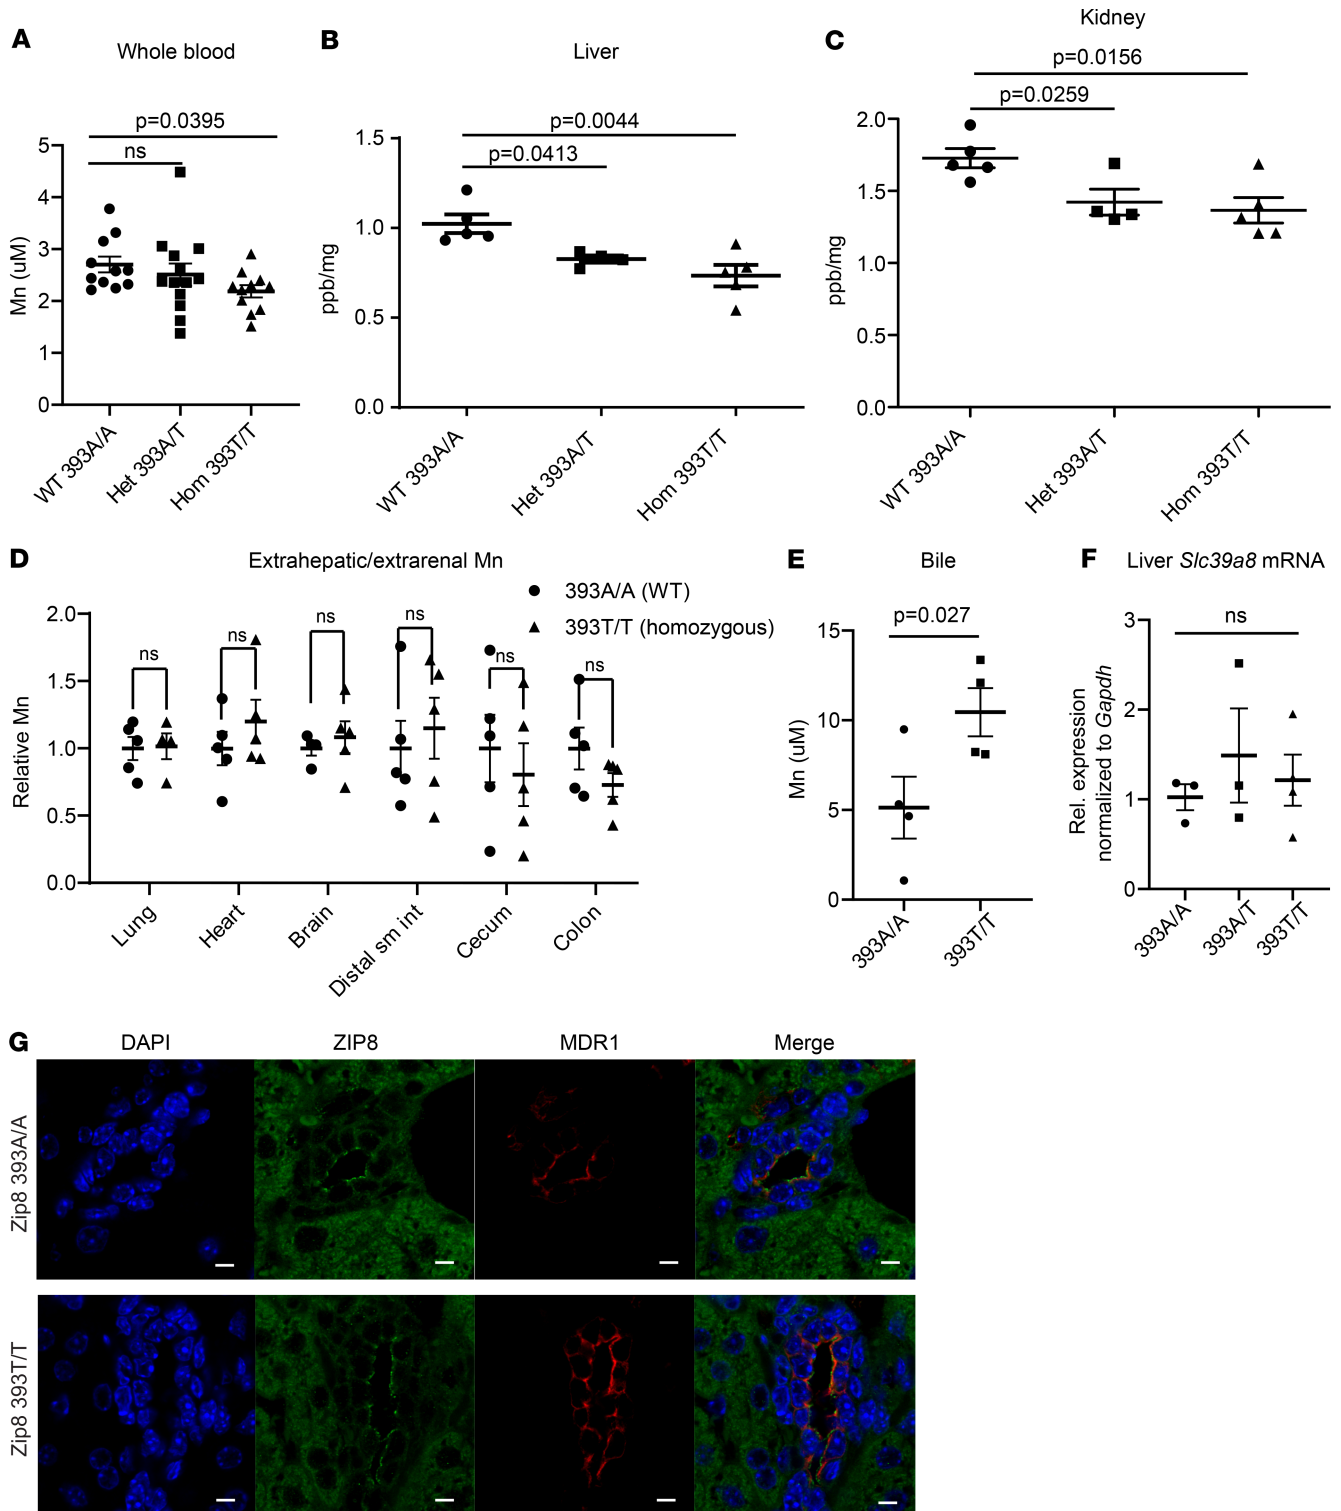 A
Whole blood
p=0.0395
ns
Mn (uM)
5
4
3
2
1
0
WT 393A/A
Het 393A/T
Hom 393T/T
B
Liver
p=0.0044
p=0.0413
ppb/mg
1.5
1.0
0.5
0.0
WT 393A/A
Het 393A/T
Hom 393T/T
C
Kidney
p=0.0156
p=0.0259
ppb/mg
2.0
1.5
1.0
0.5
0.0
WT 393A/A
Het 393A/T
Hom 393T/T
D
Extrahepatic/extrarenal Mn
393A/A (WT)
393T/T (homozygous)
ns
ns
ns
ns
ns
ns
Relative Mn
2.0
1.5
1.0
0.5
0.0
Lung
Heart
Brain
Distal sm int
Cecum
Colon
E
Bile
p=0.027
Mn (uM)
15
10
5
0
393A/A
393T/T
F
Liver Slc39a8 mRNA
ns
Rel. expression
normalized to Gapdh
3
2
1
0
393A/A
393A/T
393T/T
G
DAPI
ZIP8
MDR1
Merge
Zip8 393A/A
Zip8 393T/T